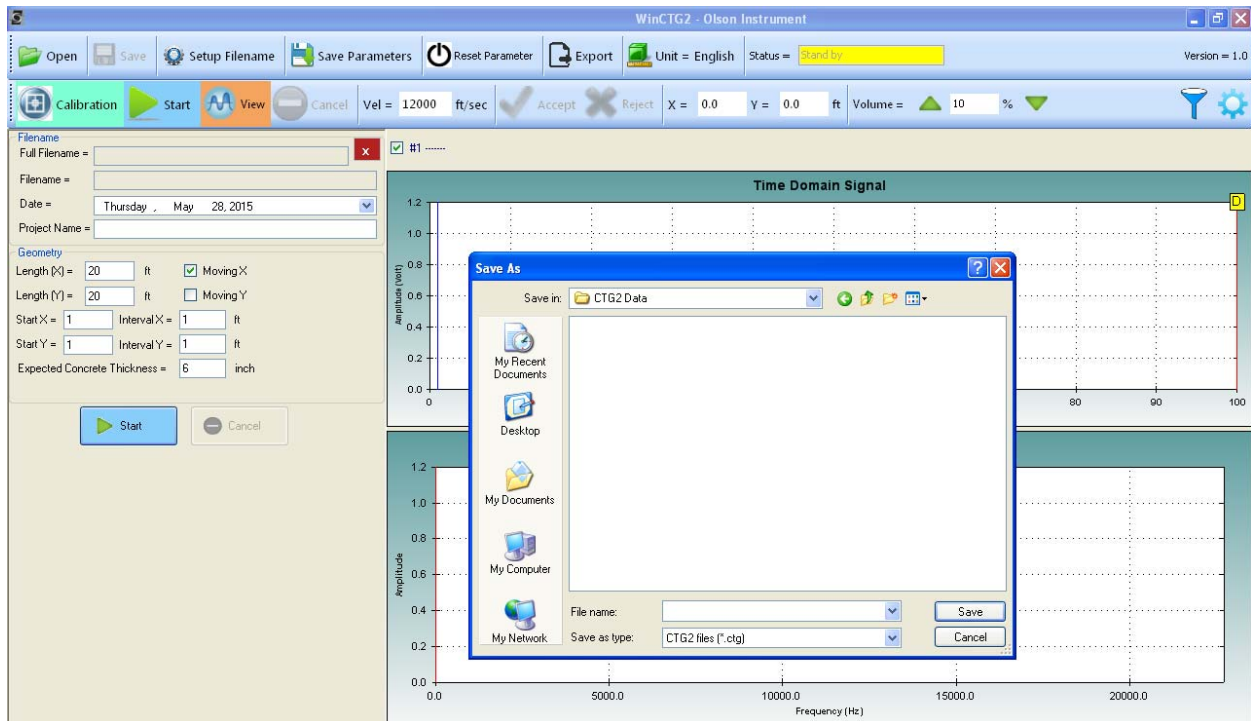 WinCTG2 - Olson Instrument
Open Save Setup Filename Save Parameters Reset Parameter Export Unit = English Status = Stand by Version = 1.0
Calibration Start View Cancel Vel = 12000 ft/sec Accept Reject X = 0.0 Y = 0.0 ft Volume = 10 %
Filename
Full Filename = x
Filename =
Date = Thursday , May 28, 2015
Project Name =
Geometry
Length (X) = 20 ft Moving X
Length (Y) = 20 ft Moving Y
Start X = 1 Interval X = 1 ft
Start Y = 1 Interval Y = 1 ft
Expected Concrete Thickness = 6 inch
Start Cancel
#1 -------
Time Domain Signal
D
Amplitude (Volt)
1.2
1.0
0.8
0.6
0.4
0.2
0.0
0 80 90 100
Save As
Save in: CTG2 Data
My Recent
Documents
Desktop
My Documents
My Computer
My Network
File name: Save
Save as type: CTG2 files (*.ctg) Cancel
Amplitude
1.2
1.0
0.8
0.6
0.4
0.2
0.0
0.0 5000.0 10000.0 15000.0 20000.0
Frequency (Hz)